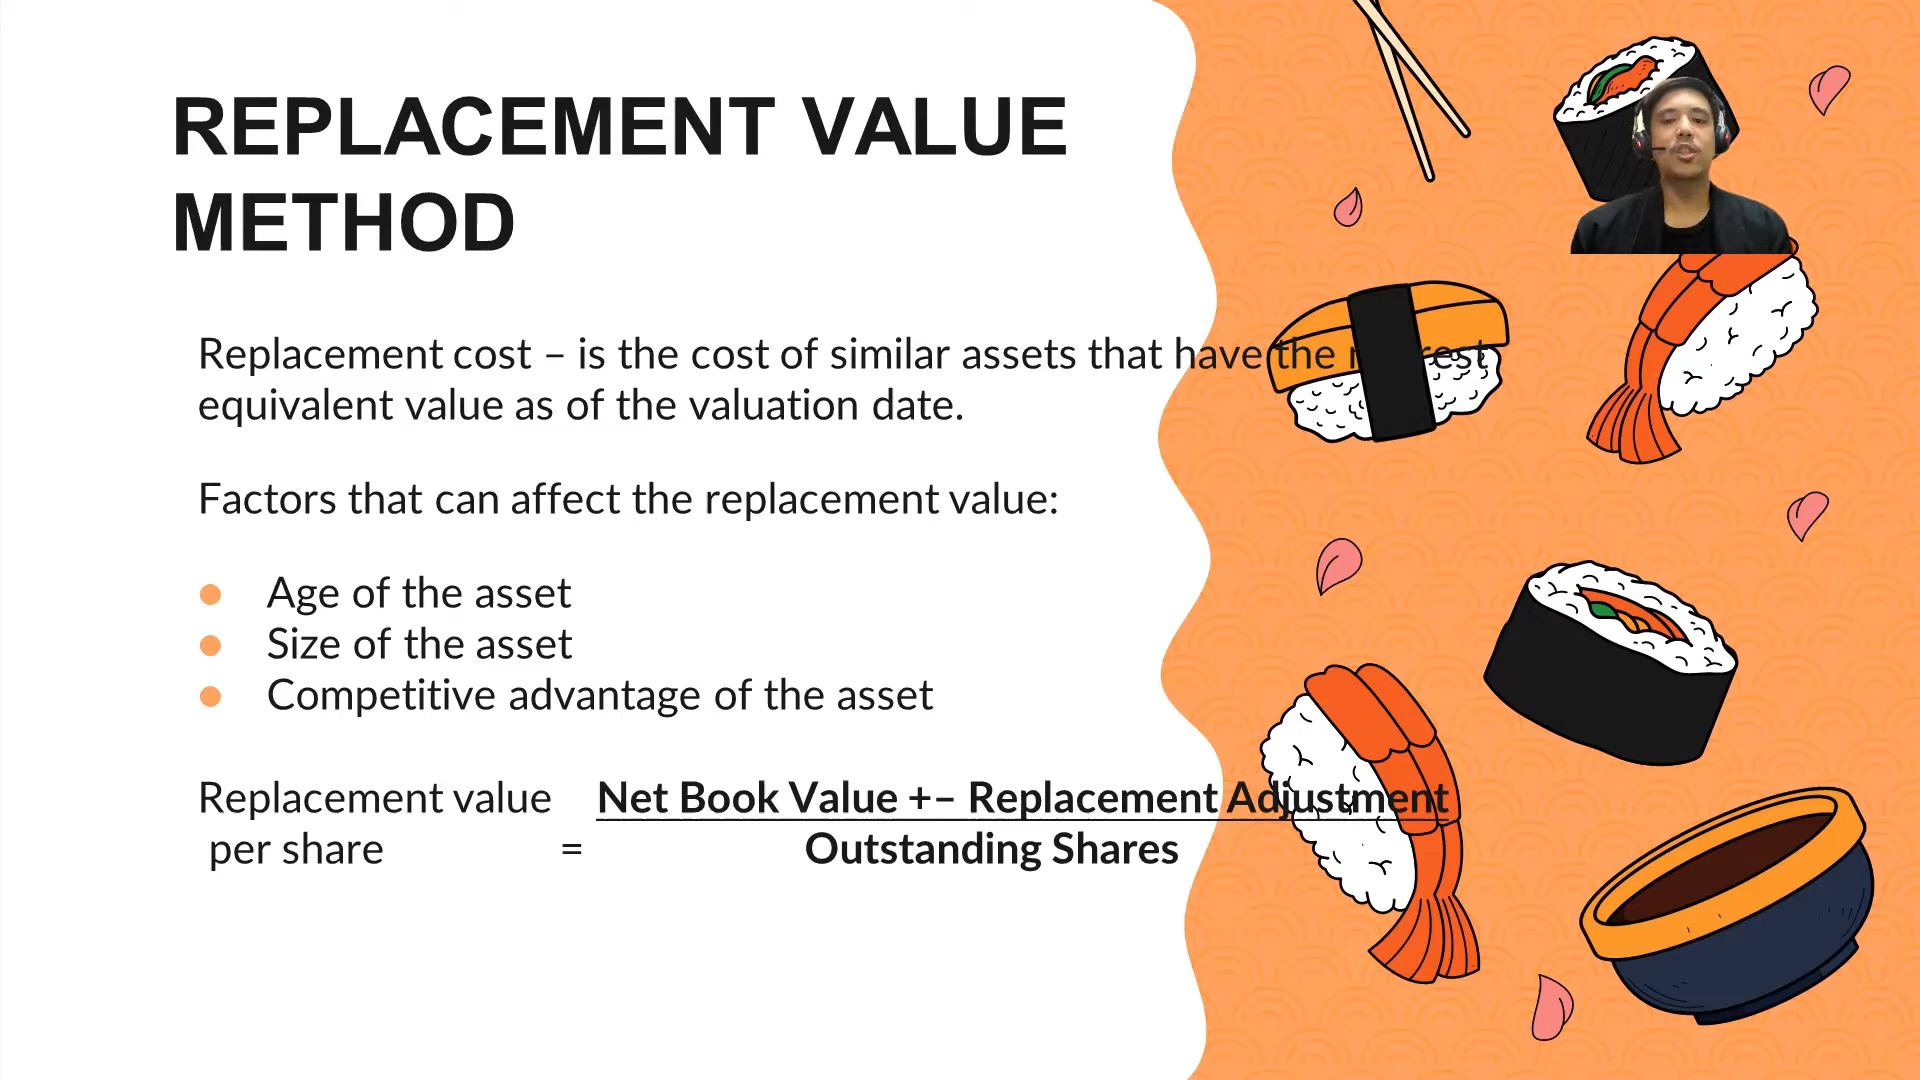 REPLACEMENT VALUE
METHOD
Replacement cost – is the cost of similar assets that have the
equivalent value as of the valuation date.
Factors that can affect the replacement value:
● Age of the asset
● Size of the asset
● Competitive advantage of the asset
Replacement value Net Book Value +– Replacement Adjustment
per share = Outstanding Shares